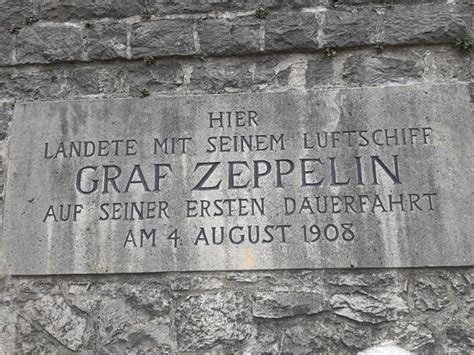 HIER
LANDETE MIT SEINEM LUFTSCHIFF
GRAF ZEPPELIN
AUF SEINER ERSTEN DAUERFAHRT
AM 4. AUGUST 1908